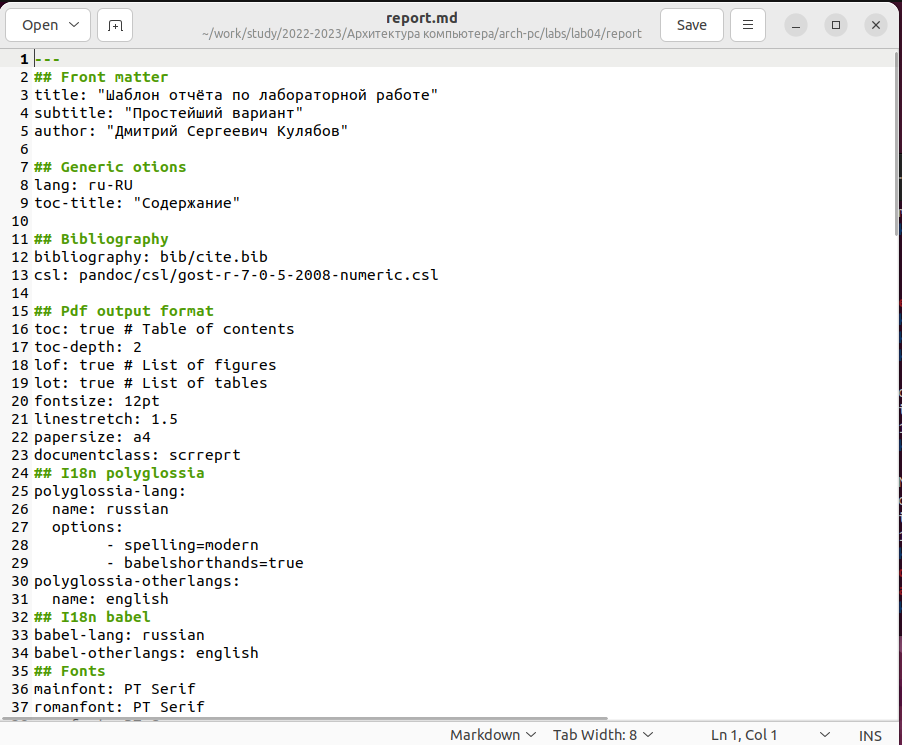 Open
report.md
~/work/study/2022-2023/Архитектура компьютера/arch-pc/labs/lab04/report
Save
1 ---
2 ## Front matter
3 title: "Шаблон отчёта по лабораторной работе"
4 subtitle: "Простейший вариант"
5 author: "Дмитрий Сергеевич Кулябов"
6
7 ## Generic otions
8 lang: ru-RU
9 toc-title: "Содержание"
10
11 ## Bibliography
12 bibliography: bib/cite.bib
13 csl: pandoc/csl/gost-r-7-0-5-2008-numeric.csl
14
15 ## Pdf output format
16 toc: true # Table of contents
17 toc-depth: 2
18 lof: true # List of figures
19 lot: true # List of tables
20 fontsize: 12pt
21 linestretch: 1.5
22 papersize: a4
23 documentclass: scrreprt
24 ## I18n polyglossia
25 polyglossia-lang:
26   name: russian
27   options:
28         - spelling=modern
29         - babelshorthands=true
30 polyglossia-otherlangs:
31   name: english
32 ## I18n babel
33 babel-lang: russian
34 babel-otherlangs: english
35 ## Fonts
36 mainfont: PT Serif
37 romanfont: PT Serif
Markdown Tab Width: 8 Ln 1, Col 1 INS